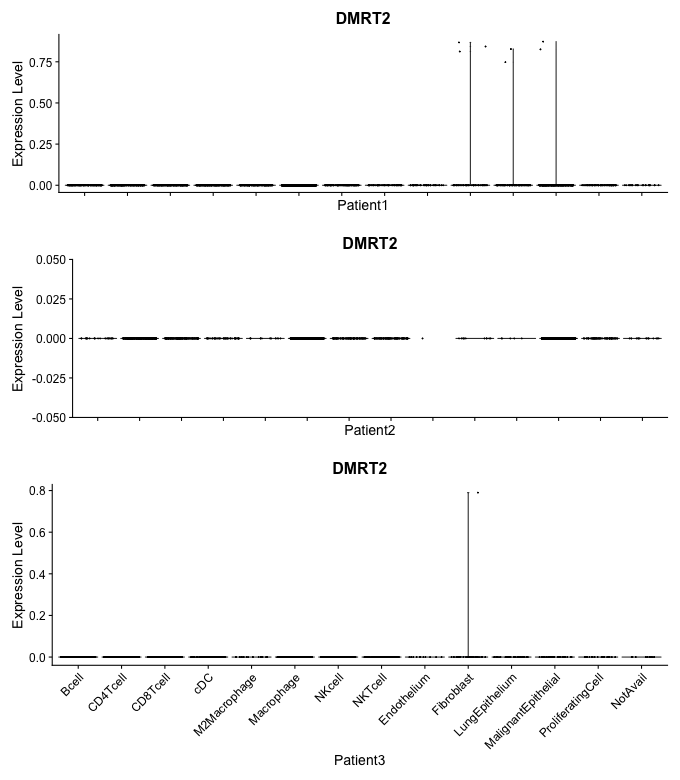 DMRT2
Expression Level
0.75
0.50
0.25
0.00
Patient1
DMRT2
Expression Level
0.050
0.025
0.000
-0.025
-0.050
Patient2
DMRT2
Expression Level
0.8
0.6
0.4
0.2
0.0
Bcell
CD4Tcell
CD8Tcell
cDC
M2Macrophage
Macrophage
NKcell
NKTcell
Endothelium
Fibroblast
LungEpithelium
MalignantEpithelial
ProliferatingCell
NotAvail
Patient3